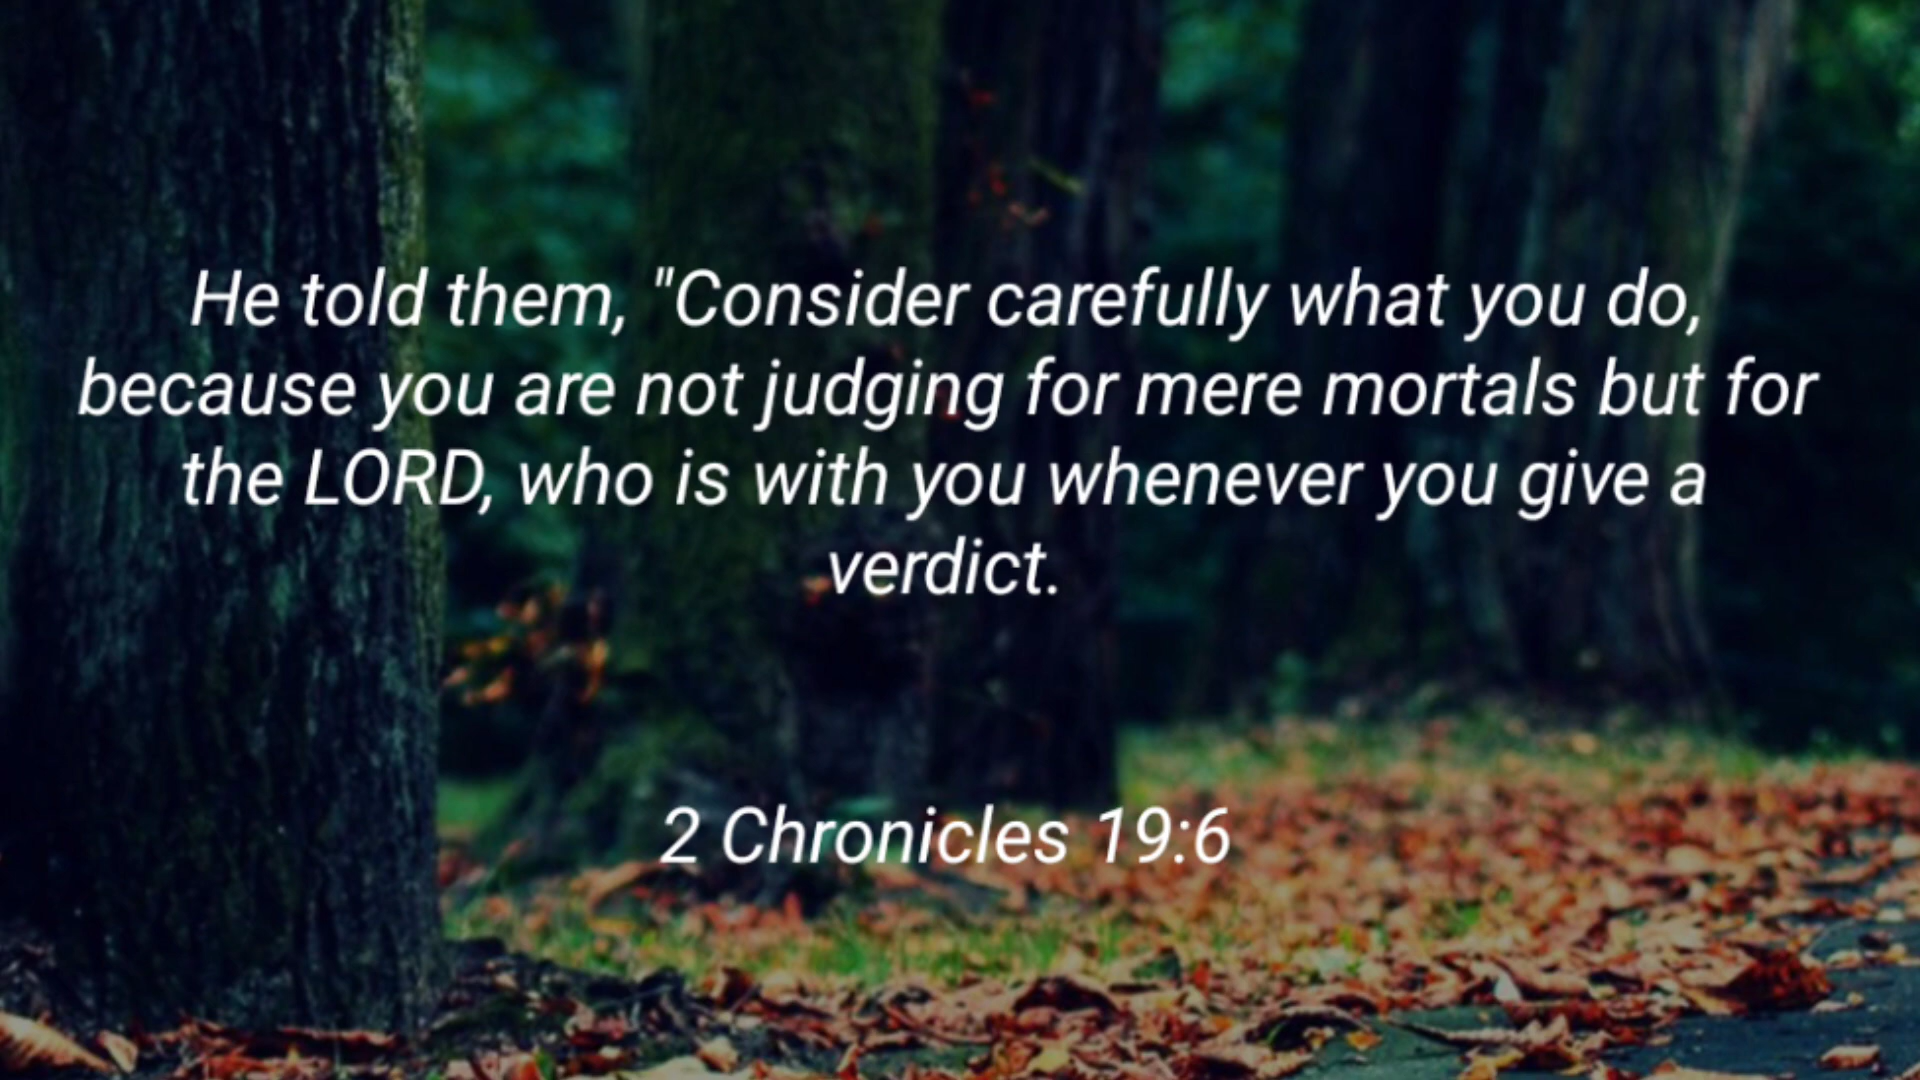 He told them, "Consider carefully what you do,
because you are not judging for mere mortals but for
the LORD, who is with you whenever you give a
verdict.
2 Chronicles 19:6